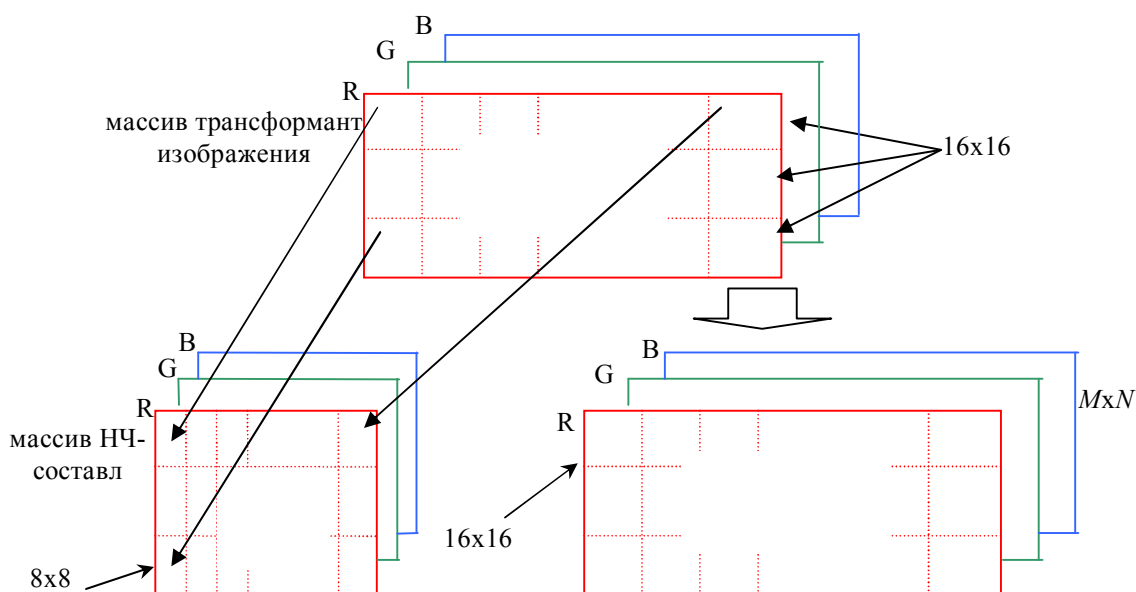 B
G
R
массив трансформант
изображения
16x16
B
G
R
массив НЧ-
составл
8x8
B
G
R
MxN
16x16